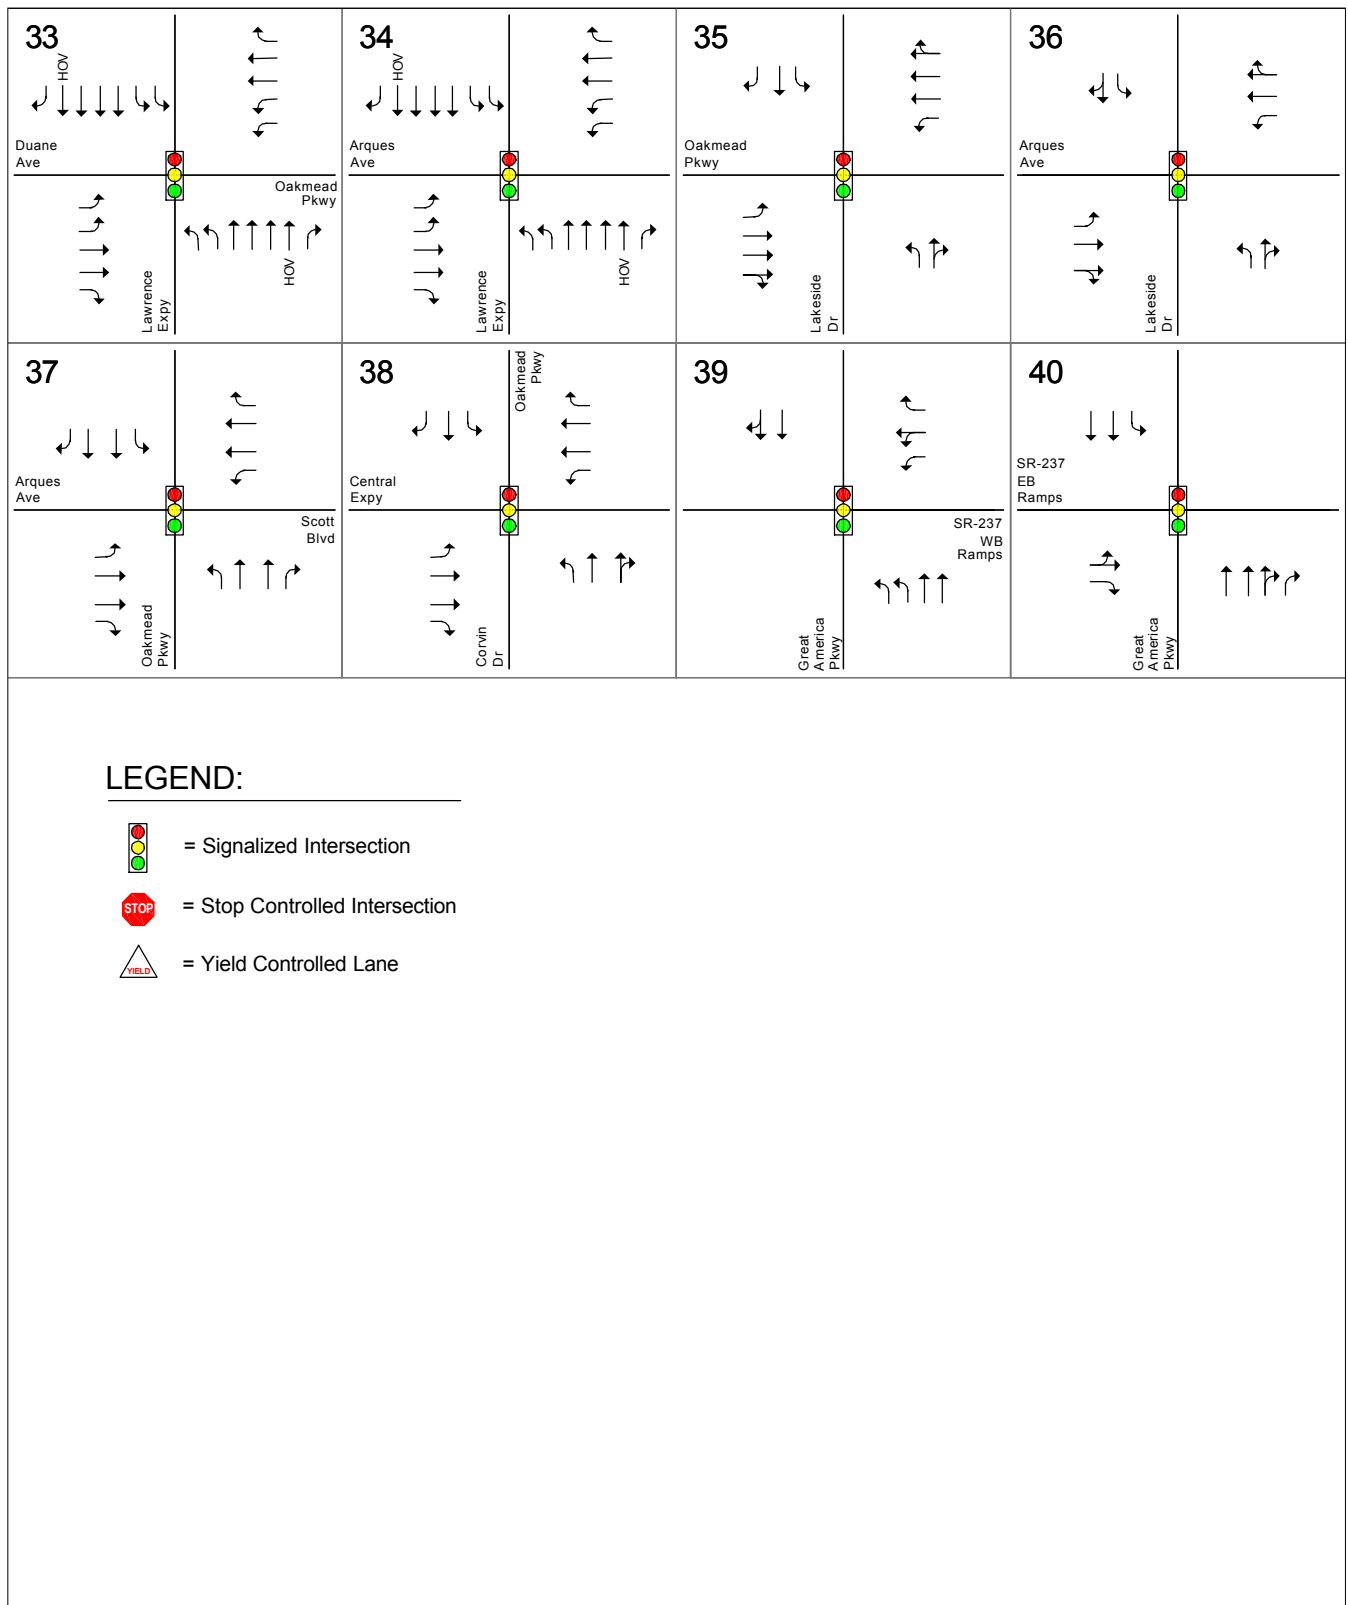 33
HOV
Duane
Ave
Oakmead
Pkwy
HOV
Lawrence
Expy
34
HOV
Arques
Ave
HOV
Lawrence
Expy
35
Oakmead
Pkwy
Lakeside
Dr
36
Arques
Ave
Lakeside
Dr
37
Arques
Ave
Scott
Blvd
Oakmead
Pkwy
38
Oakmead
Pkwy
Central
Expy
Corvin
Dr
39
SR-237
WB
Ramps
Great
America
Pkwy
40
SR-237
EB
Ramps
Great
America
Pkwy
LEGEND:
= Signalized Intersection
STOP = Stop Controlled Intersection
YIELD = Yield Controlled Lane